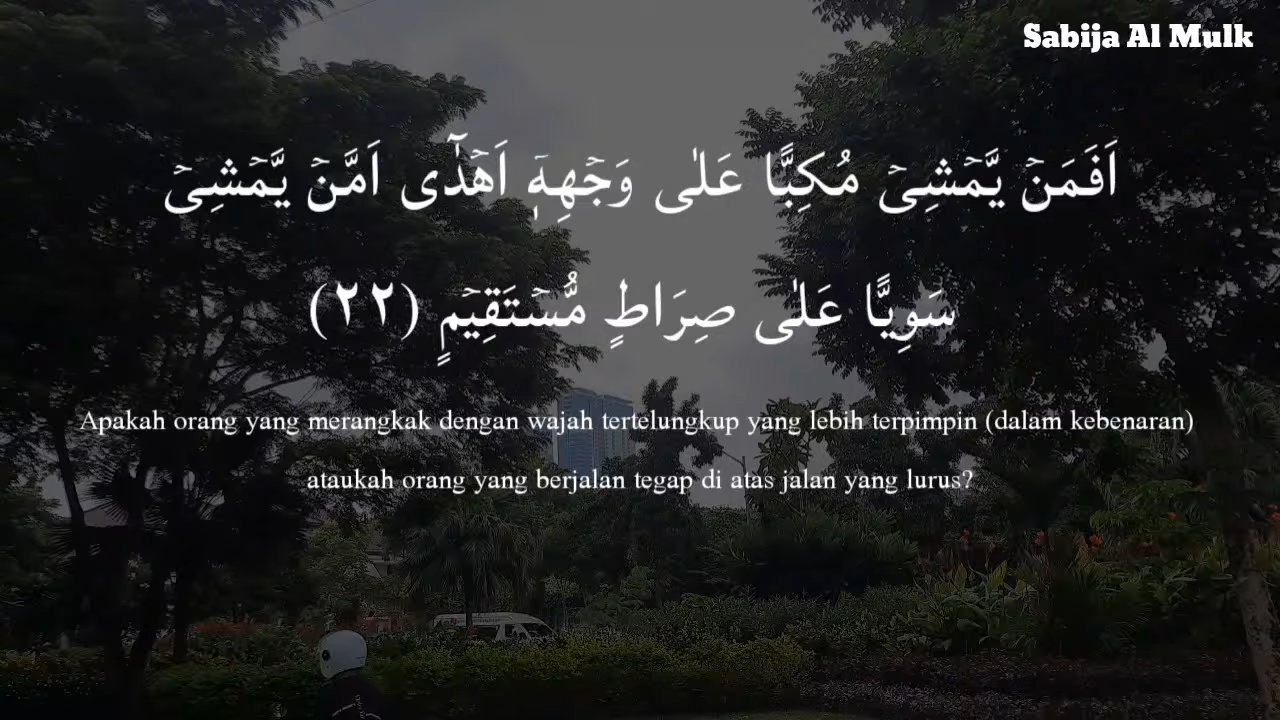 Sabija Al Mulk
اَفَمَنۡ يَّمۡشِىۡ مُكِبًّا عَلٰى وَجۡهِهٖۤ اَهۡدٰٓى اَمَّنۡ يَّمۡشِىۡ
سَوِيًّا عَلٰى صِرَاطٍ مُّسۡتَقِيۡمٍ (٢٢)
Apakah orang yang merangkak dengan wajah tertelungkup yang lebih terpimpin (dalam kebenaran)
ataukah orang yang berjalan tegap di atas jalan yang lurus?